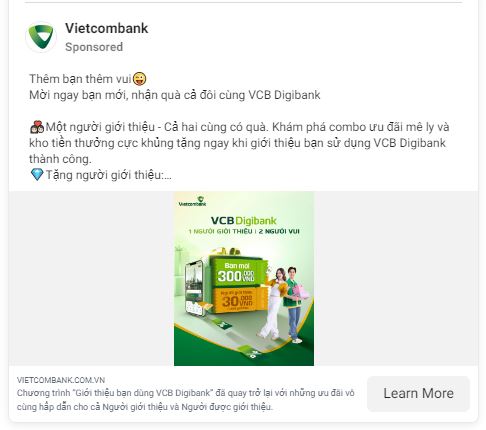 Vietcombank
Sponsored
Thêm bạn thêm vui😜
Mời ngay bạn mới, nhận quà cả đôi cùng VCB Digibank
Một người giới thiệu - Cả hai cùng có quà. Khám phá combo ưu đãi mê ly và
kho tiền thưởng cực khủng tặng ngay khi giới thiệu bạn sử dụng VCB Digibank
thành công.
💎Tặng người giới thiệu:...
Vietcombank
VCB Digibank
1 NGƯỜI GIỚI THIỆU | 2 NGƯỜI VUI
Bạn mới
300.000
VND
30.000
VND
VIETCOMBANK.COM.VN
Chương trình "Giới thiệu bạn dùng VCB Digibank" đã quay trở lại với những ưu đãi vô
cùng hấp dẫn cho cả Người giới thiệu và Người được giới thiệu.
Learn More